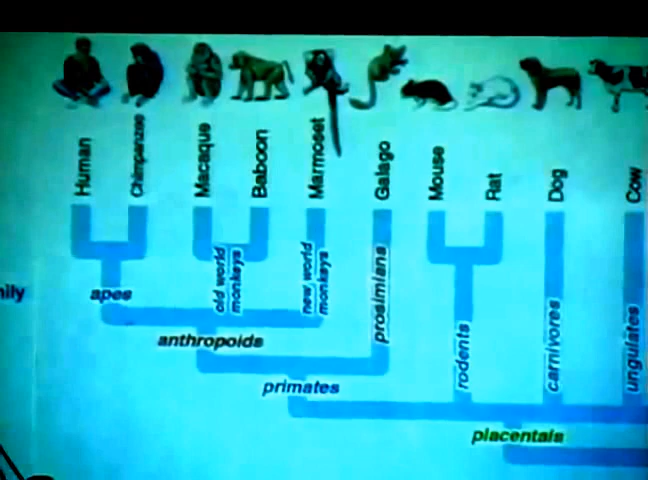 Human
Chimpanzee
Macaque
Baboon
Marmoset
Galago
Mouse
Rat
Dog
Cow
old world
monkeys
new world
monkeys
prosimians
rodents
carnivores
ungulates
apes
anthropoids
primates
placentals